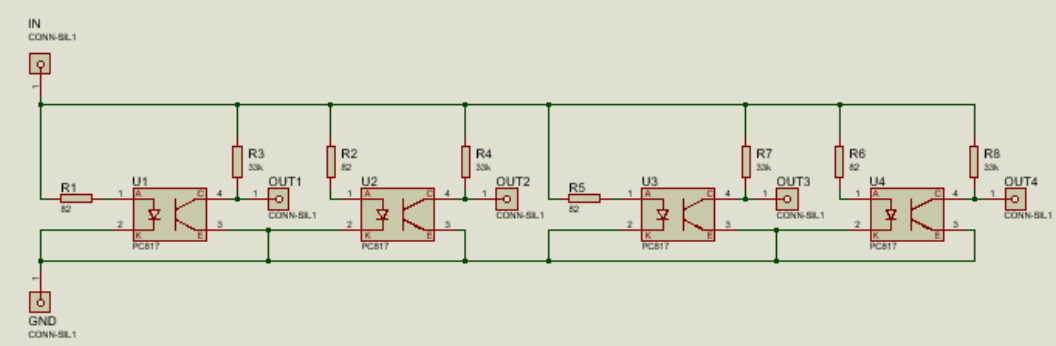 IN
CONN-SIL1
1
R3
33k
R2
82
R4
33k
R7
33k
R6
82
R8
33k
R1
82
U1
1
A
C
4
2
K
E
3
PC817
1
OUT1
CONN-SIL1
U2
1
A
C
4
2
K
E
3
PC817
1
OUT2
CONN-SIL1
R5
82
U3
1
A
C
4
2
K
E
3
PC817
1
OUT3
CONN-SIL1
U4
1
A
C
4
2
K
E
3
PC817
1
OUT4
CONN-SIL1
1
GND
CONN-SIL1